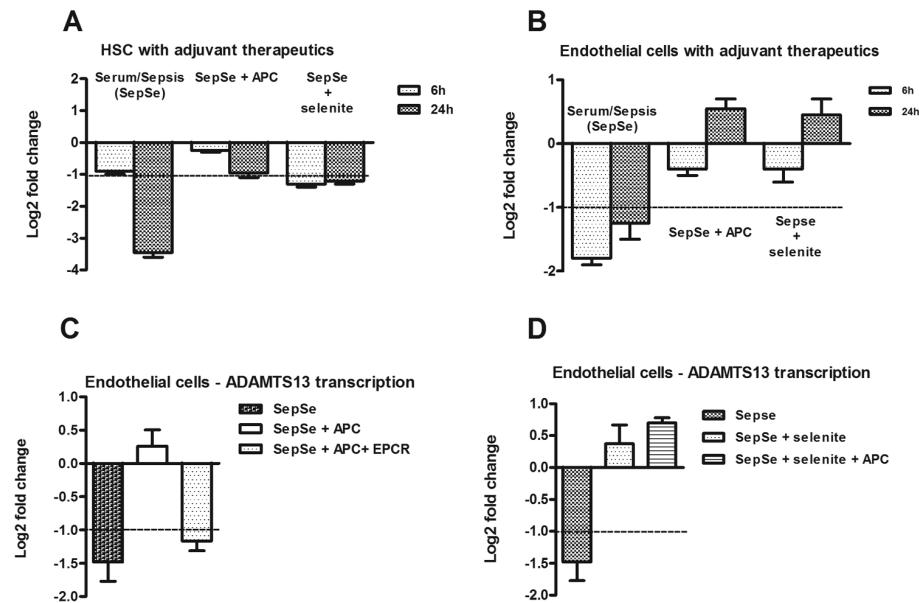 A
HSC with adjuvant therapeutics
Serum/Sepsis
(SepSe)
SepSe + APC
SepSe
+
selenite
6h
24h
Log2 fold change
2
1
0
-1
-2
-3
-4
B
Endothelial cells with adjuvant therapeutics
Serum/Sepsis
(SepSe)
SepSe + APC
Sepse
+
selenite
6h
24h
Log2 fold change
1
0
-1
-2
C
Endothelial cells - ADAMTS13 transcription
SepSe
SepSe + APC
SepSe + APC+ EPCR
Log2 fold change
1.0
0.5
0.0
-0.5
-1.0
-1.5
-2.0
D
Endothelial cells - ADAMTS13 transcription
Sepse
SepSe + selenite
SepSe + selenite + APC
Log2 fold change
1.0
0.5
0.0
-0.5
-1.0
-1.5
-2.0